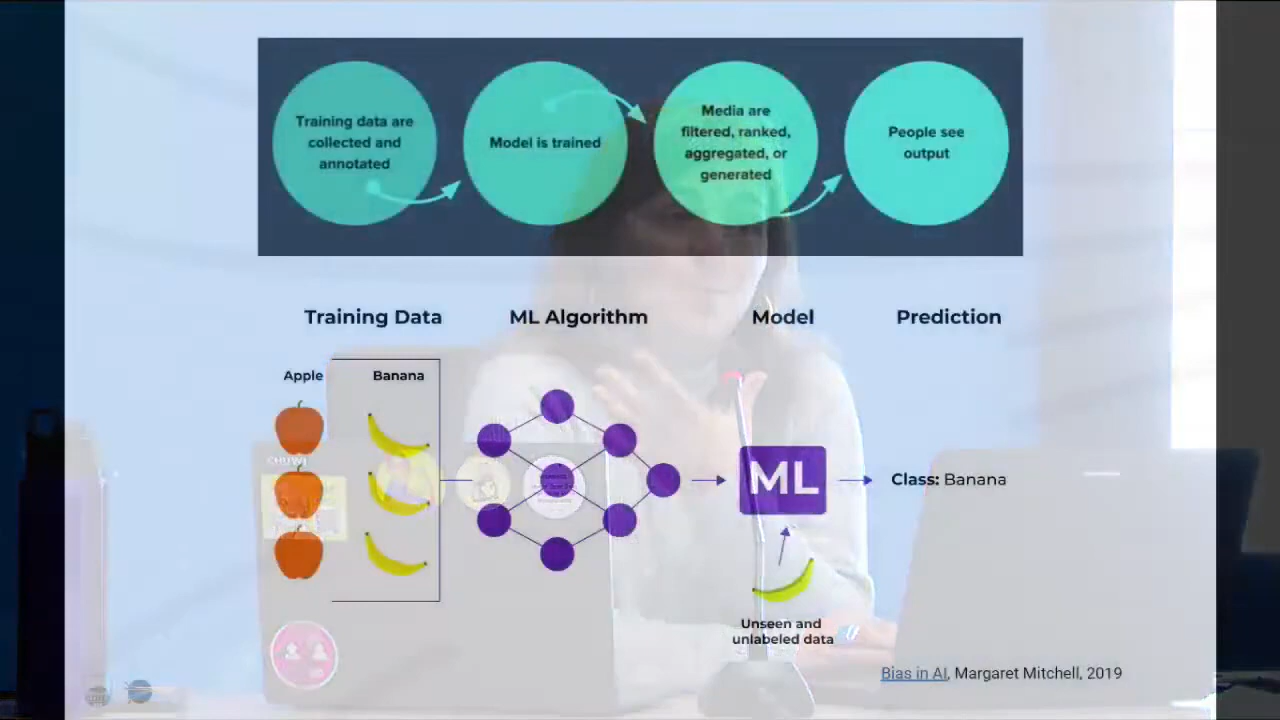 Training data are
collected and
annotated
Model is trained
Media are
filtered, ranked,
aggregated, or
generated
People see
output
Training Data
ML Algorithm
Model
Prediction
Apple
Banana
CHUWI
ML
Class: Banana
Unseen and
unlabeled data
Bias in AI, Margaret Mitchell, 2019